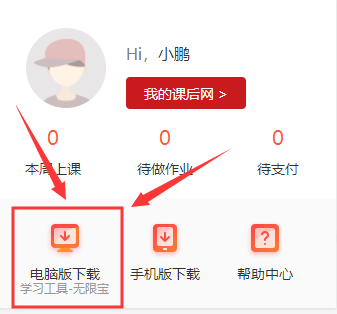 Hi，小鹏
我的课后网 >
0 0 0
本周上课 待做作业 待支付
电脑版下载 手机版下载 帮助中心
学习工具-无限宝